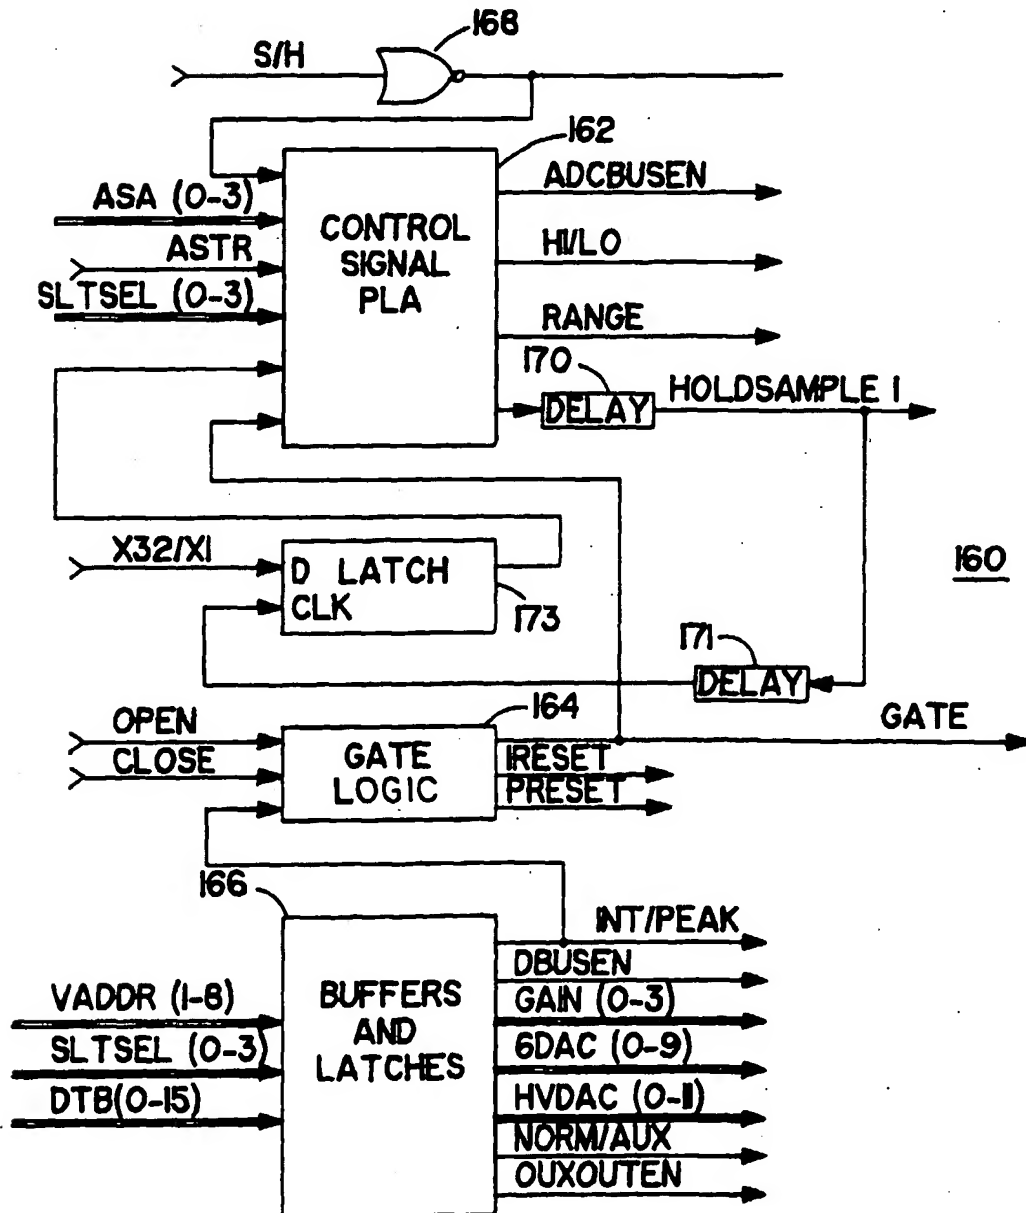 168
S/H
162
ASA (0-3)
ASTR
SLTSEL (0-3)
CONTROL
SIGNAL
PLA
ADCBUSEN
HI/LO
RANGE
170
DELAY
HOLDSAMPLE 1
X32/X1
D LATCH
CLK
173
160
171
DELAY
OPEN
CLOSE
164
GATE
LOGIC
GATE
IRESET
PRESET
166
VADDR (1-8)
SLTSEL (0-3)
DTB(0-15)
BUFFERS
AND
LATCHES
INT/PEAK
DBUSEN
GAIN (0-3)
6DAC (0-9)
HVDAC (0-11)
NORM/AUX
OUXOUTEN